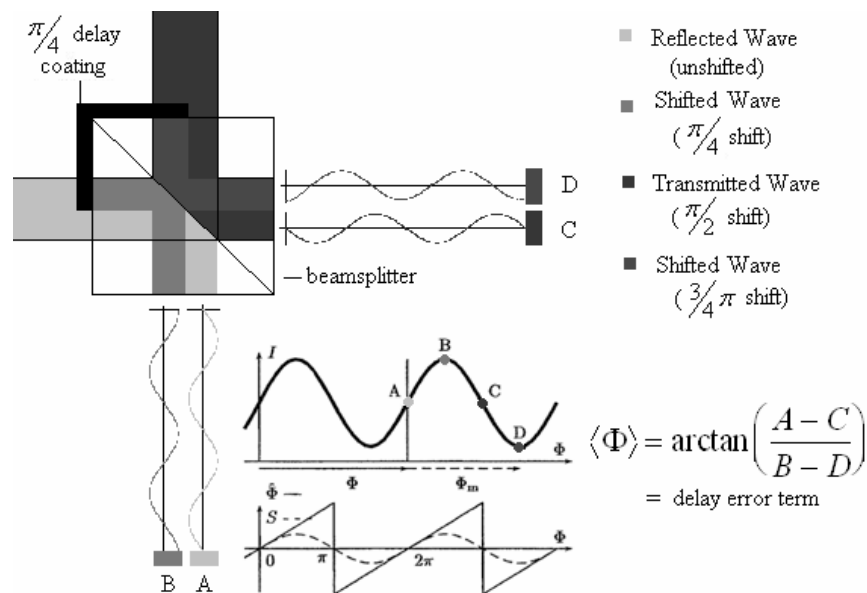 π/4 delay
coating
Reflected Wave
(unshifted)
Shifted Wave
( π/4 shift)
Transmitted Wave
( π/2 shift)
Shifted Wave
( 3/4 π shift)
D
C
beamsplitter
I
A
B
C
D
Φ
Φ
Φm
⟨Φ⟩ = arctan( (A − C) / (B − D) )
= delay error term
Φ̂
S
Φ
0
π
2π
B A